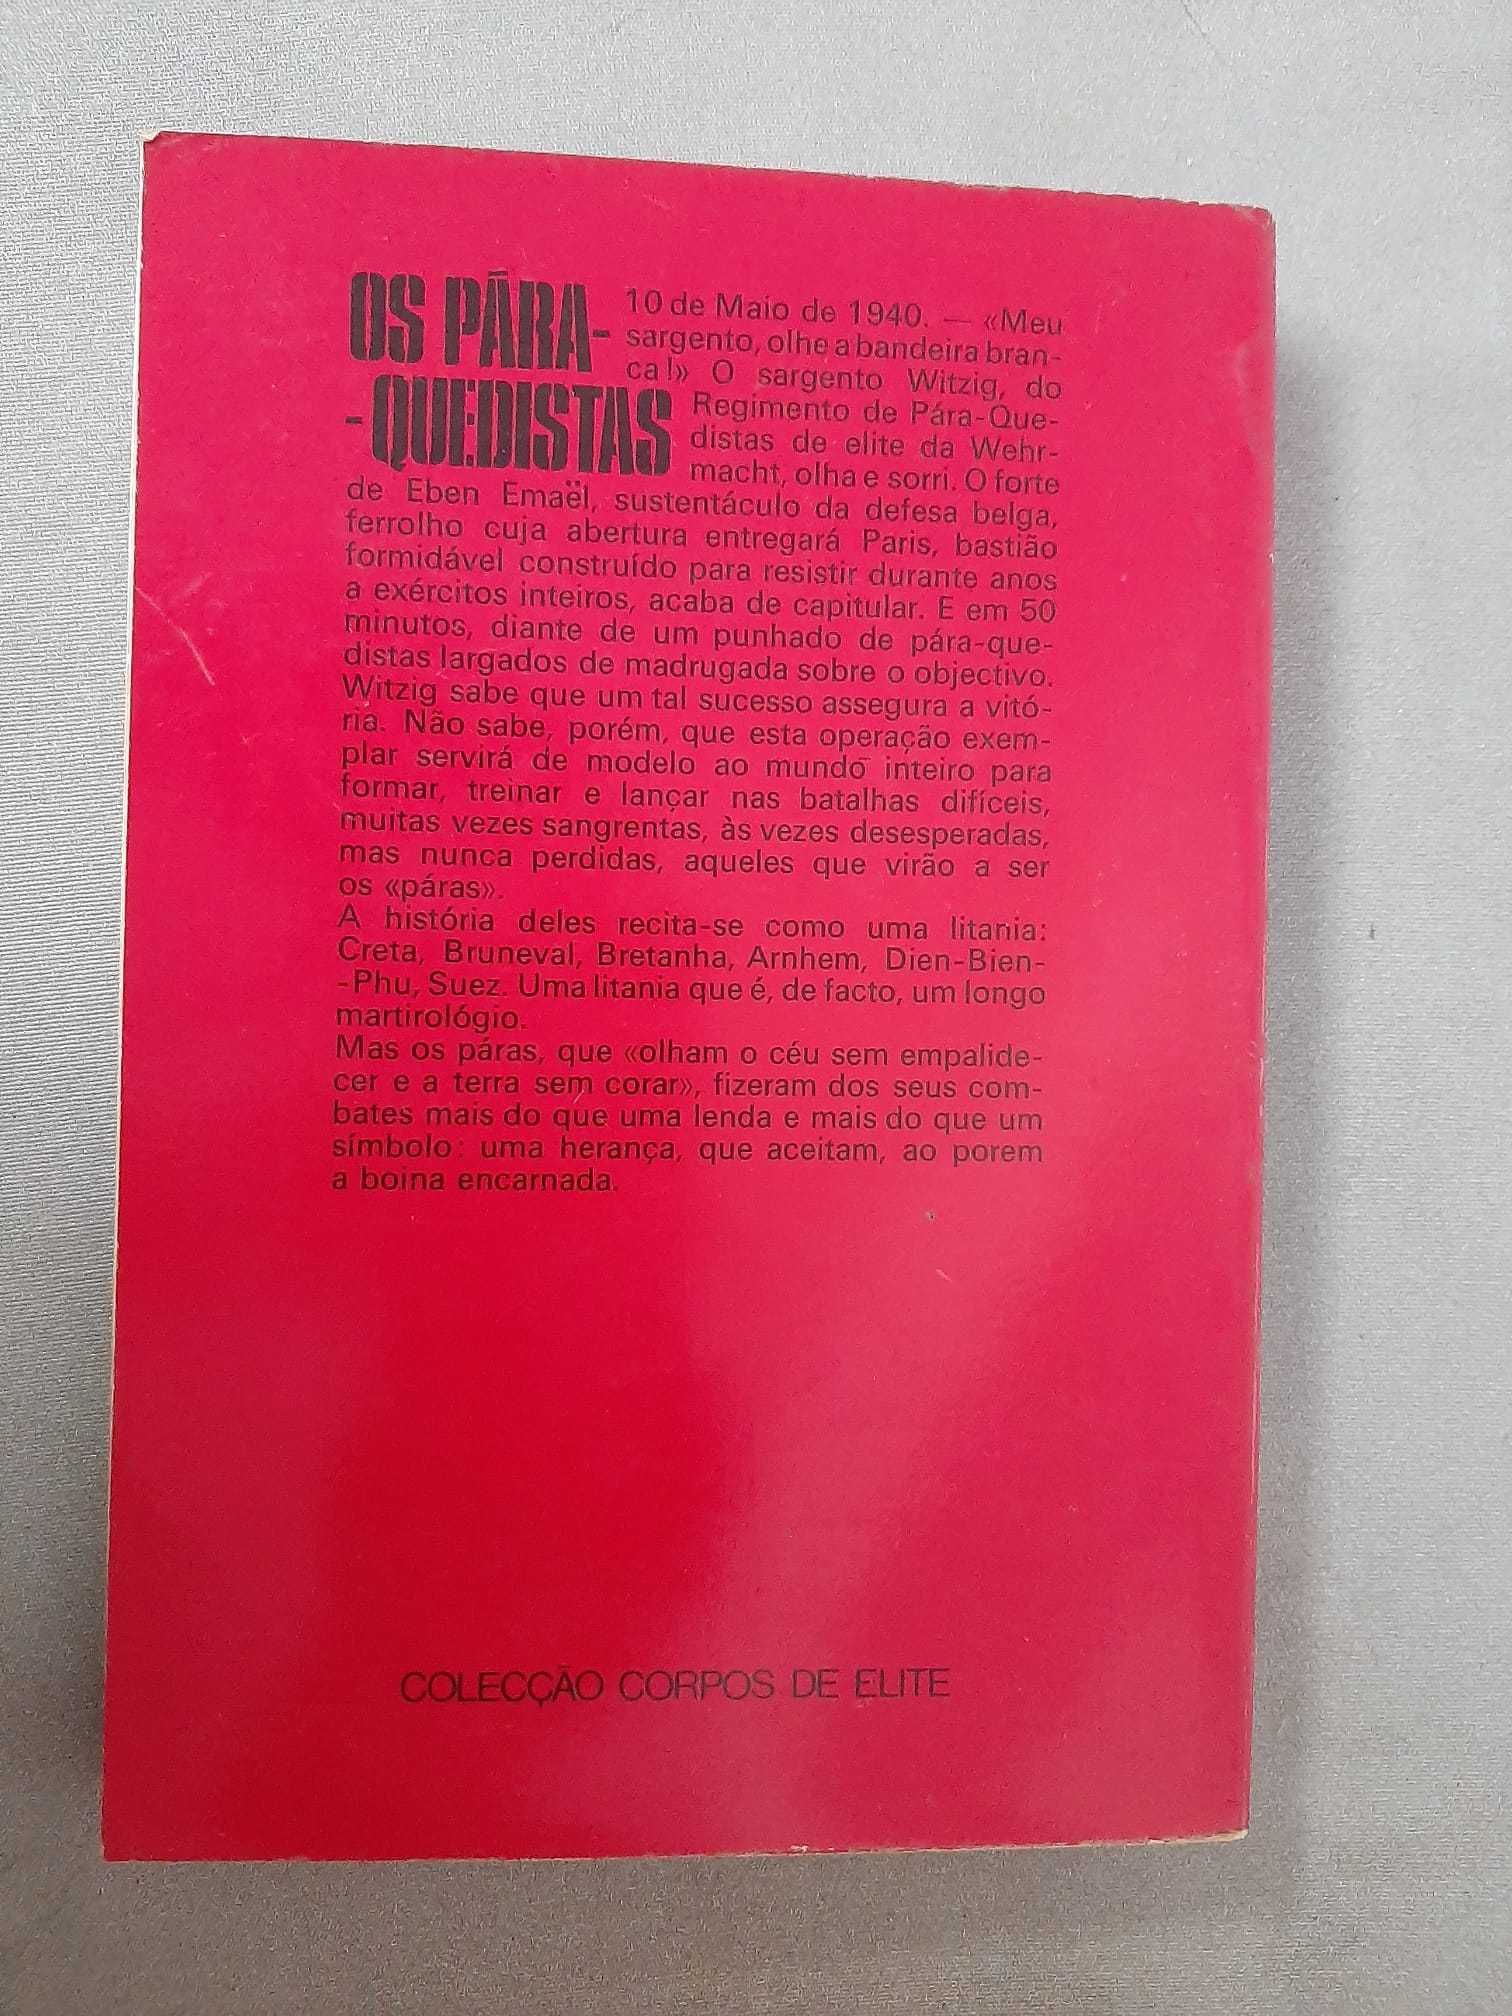 OS PÁRA-
-QUEDISTAS
10 de Maio de 1940. — «Meu
sargento, olhe a bandeira bran-
ca!» O sargento Witzig, do
Regimento de Pára-Que-
distas de elite da Wehr-
macht, olha e sorri. O forte
de Eben Emaël, sustentáculo da defesa belga,
ferrolho cuja abertura entregará Paris, bastião
formidável construído para resistir durante anos
a exércitos inteiros, acaba de capitular. E em 50
minutos, diante de um punhado de pára-que-
distas largados de madrugada sobre o objectivo.
Witzig sabe que um tal sucesso assegura a vitó-
ria. Não sabe, porém, que esta operação exem-
plar servirá de modelo ao mundo inteiro para
formar, treinar e lançar nas batalhas difíceis,
muitas vezes sangrentas, às vezes desesperadas,
mas nunca perdidas, aqueles que virão a ser
os «páras».
A história deles recita-se como uma litania:
Creta, Bruneval, Bretanha, Arnhem, Dien-Bien-
-Phu, Suez. Uma litania que é, de facto, um longo
martirológio.
Mas os páras, que «olham o céu sem empalide-
cer e a terra sem corar», fizeram dos seus com-
bates mais do que uma lenda e mais do que um
símbolo: uma herança, que aceitam, ao porem
a boina encarnada.
COLECÇÃO CORPOS DE ELITE